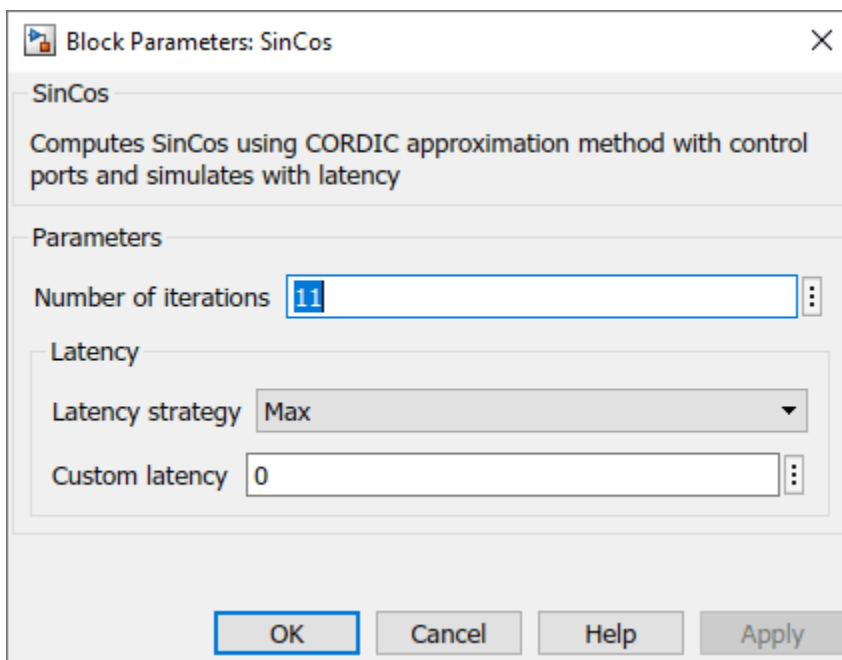 Block Parameters: SinCos
SinCos
Computes SinCos using CORDIC approximation method with control
ports and simulates with latency
Parameters
Number of iterations 11
Latency
Latency strategy Max
Custom latency 0
OK Cancel Help Apply